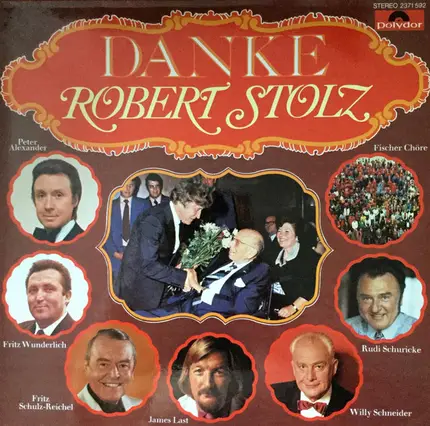 STEREO 2371 592
polydor
DANKE
ROBERT STOLZ
Peter
Alexander
Fischer Chöre
Fritz Wunderlich
Rudi Schuricke
Fritz
Schulz-Reichel
James Last
Willy Schneider